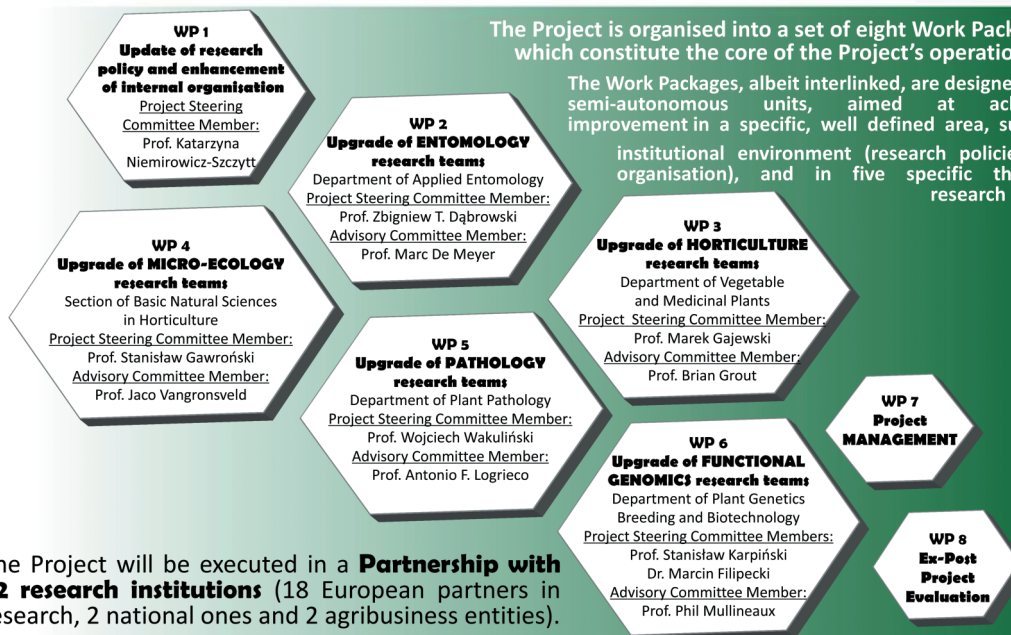 The Project is organised into a set of eight Work
which constitute the core of the Project's
The Work Packages, albeit interlinked, are
semi-autonomous units, aimed at
improvement in a specific, well defined area,
institutional environment (research
organisation), and in five specific
research
WP 1
Update of research
policy and enhancement
of internal organisation
Project Steering
Committee Member:
Prof. Katarzyna
Niemirowicz-Szczytt
WP 2
Upgrade of ENTOMOLOGY
research teams
Department of Applied Entomology
Project Steering Committee Member:
Prof. Zbigniew T. Dąbrowski
Advisory Committee Member:
Prof. Marc De Meyer
WP 3
Upgrade of HORTICULTURE
research teams
Department of Vegetable
and Medicinal Plants
Project Steering Committee Member:
Prof. Marek Gajewski
Advisory Committee Member:
Prof. Brian Grout
WP 4
Upgrade of MICRO-ECOLOGY
research teams
Section of Basic Natural Sciences
in Horticulture
Project Steering Committee Member:
Prof. Stanisław Gawroński
Advisory Committee Member:
Prof. Jaco Vangronsveld
WP 5
Upgrade of PATHOLOGY
research teams
Department of Plant Pathology
Project Steering Committee Member:
Prof. Wojciech Wakuliński
Advisory Committee Member:
Prof. Antonio F. Logrieco
WP 6
Upgrade of FUNCTIONAL
GENOMICS research teams
Department of Plant Genetics
Breeding and Biotechnology
Project Steering Committee Members:
Prof. Stanisław Karpiński
Dr. Marcin Filipecki
Advisory Committee Member:
Prof. Phil Mullineaux
WP 7
Project
MANAGEMENT
WP 8
Ex-Post
Project
Evaluation
Project will be executed in a Partnership with
research institutions (18 European partners in
2 national ones and 2 agribusiness entities).